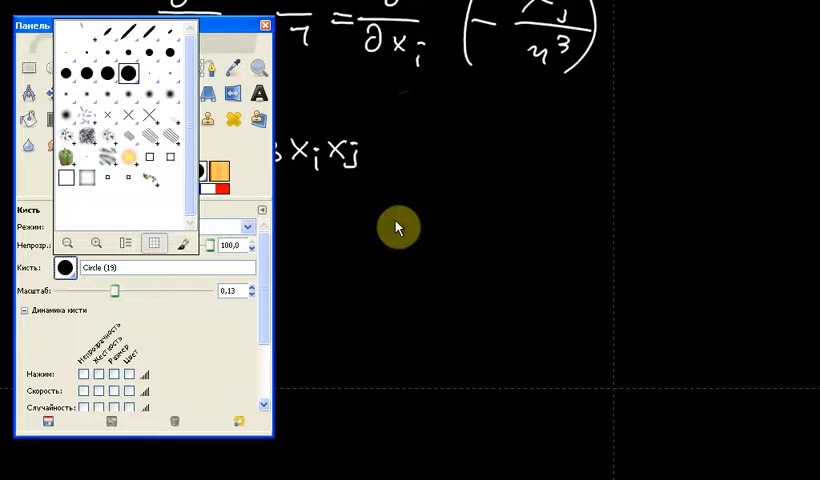 Панель
= ∂/∂x_i (- x_j/r³)
x_i x_j
Кисть
Режим:
Непрозр. 100,0
Кисть: Circle (19)
Масштаб: 0,13
Динамика кисти
Непрозрачность Жесткость Размер Цвет
Нажим:
Скорость:
Случайность: